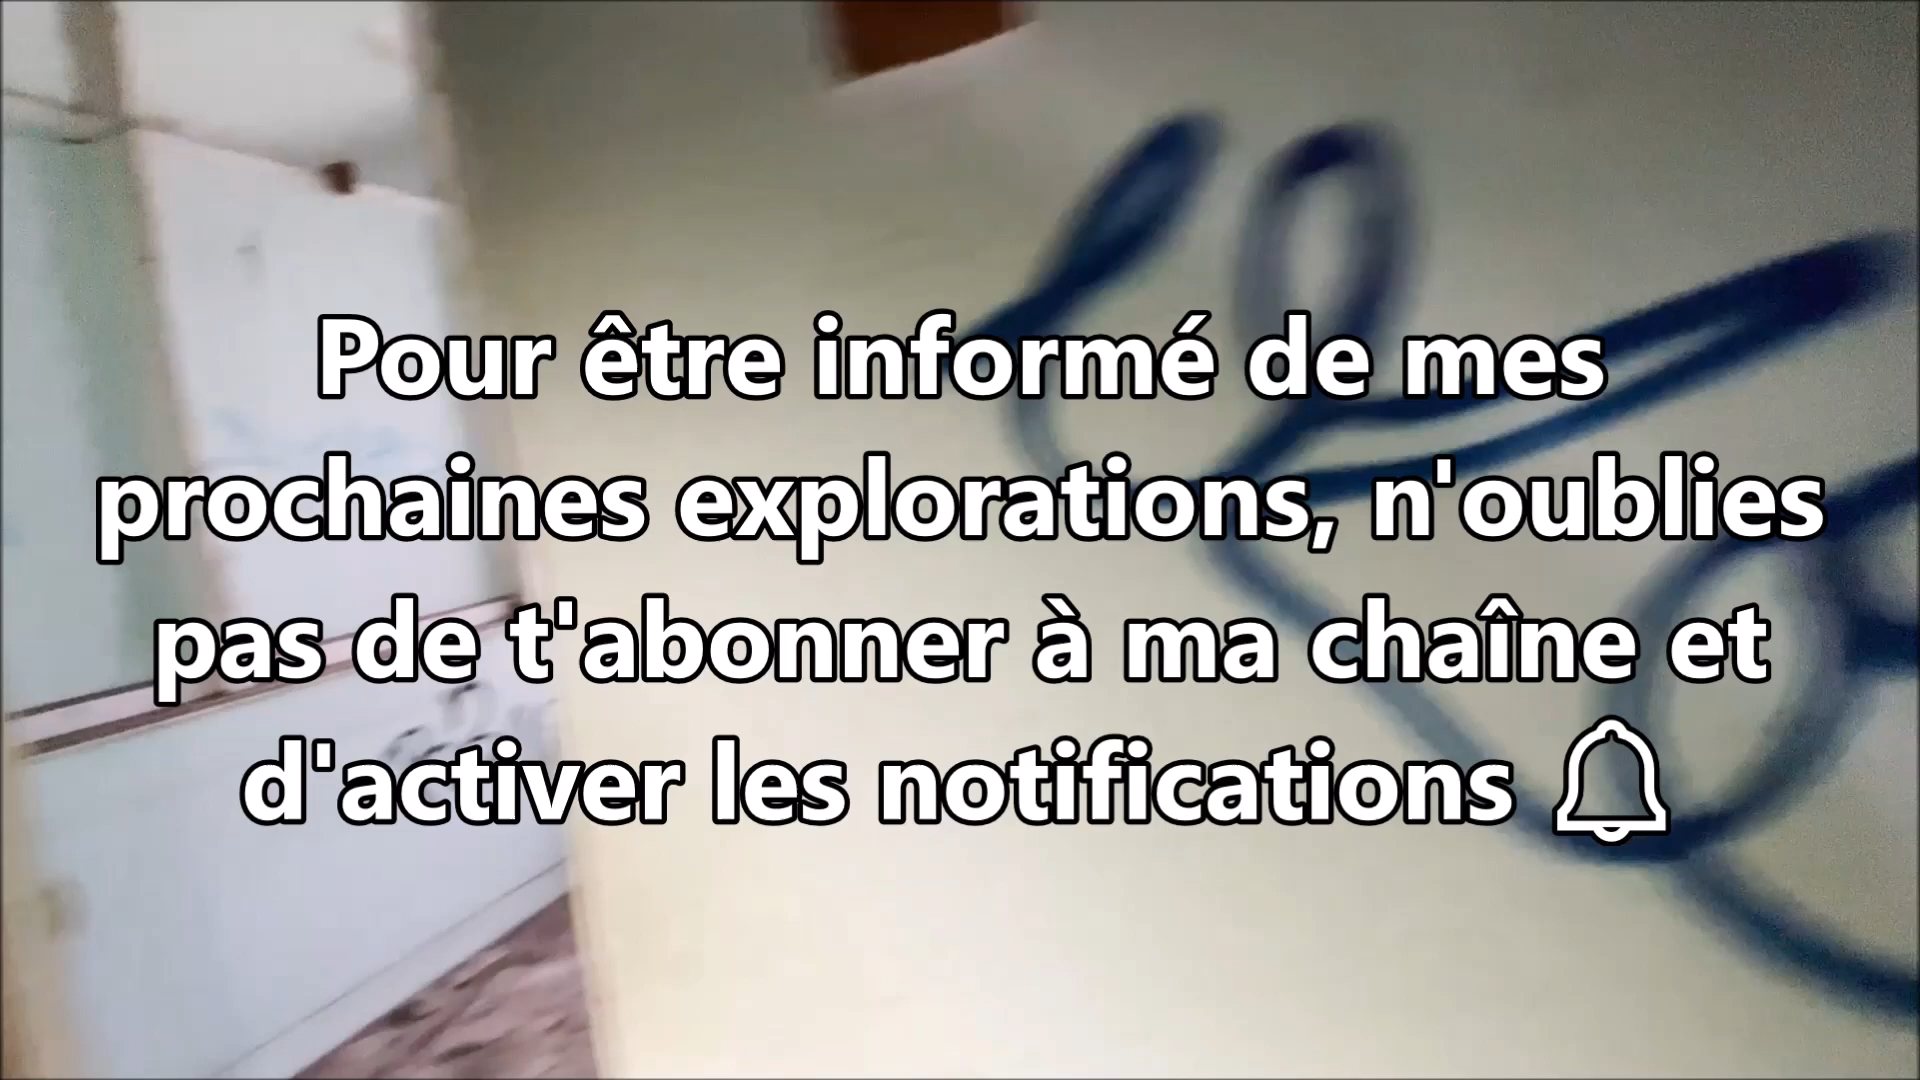 Pour être informé de mes
prochaines explorations, n'oublies
pas de t'abonner à ma chaîne et
d'activer les notifications 🔔